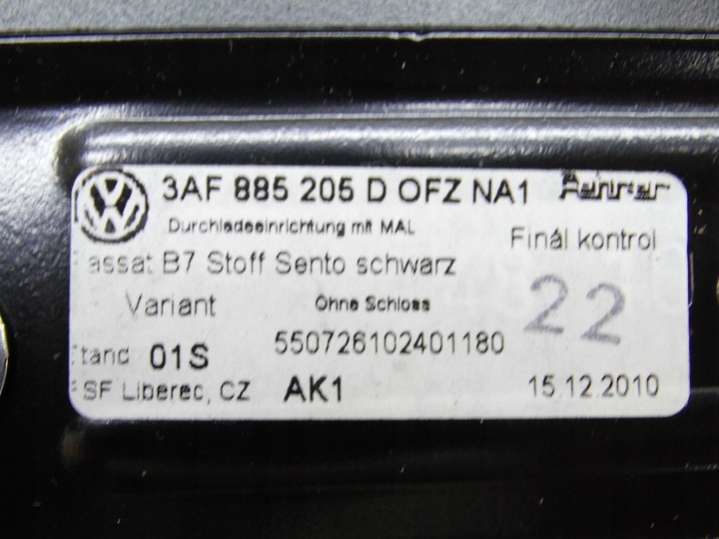 3AF 885 205 D OFZ NA1
Durchladeeinrichtung mit MAL
Finál kontrol
assat B7 Stoff Sento schwarz
Variant Ohne Schloss
22
tand 01S 550726102401180
SF Liberec, CZ AK1 15.12.2010